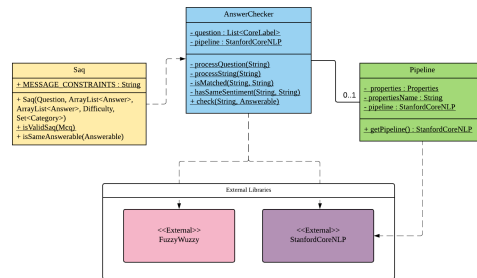 AnswerChecker
- question : List<CoreLabel>
- pipeline : StanfordCoreNLP
- processQuestion(String)
- processString(String)
- isMatched(String, String)
- hasSameSentiment(String, String)
+ check(String, Answerable)
Saq
+ MESSAGE_CONSTRAINTS : String
+ Saq(Question, ArrayList<Answer>,
ArrayList<Answer>, Difficulty,
Set<Category>)
+ isValidSaq(Mcq)
+ isSameAnswerable(Answerable)
0..1
Pipeline
- properties : Properties
- propertiesName : String
- pipeline : StanfordCoreNLP
+ getPipeline() : StanfordCoreNLP
External Libraries
<<External>>
FuzzyWuzzy
<<External>>
StanfordCoreNLP